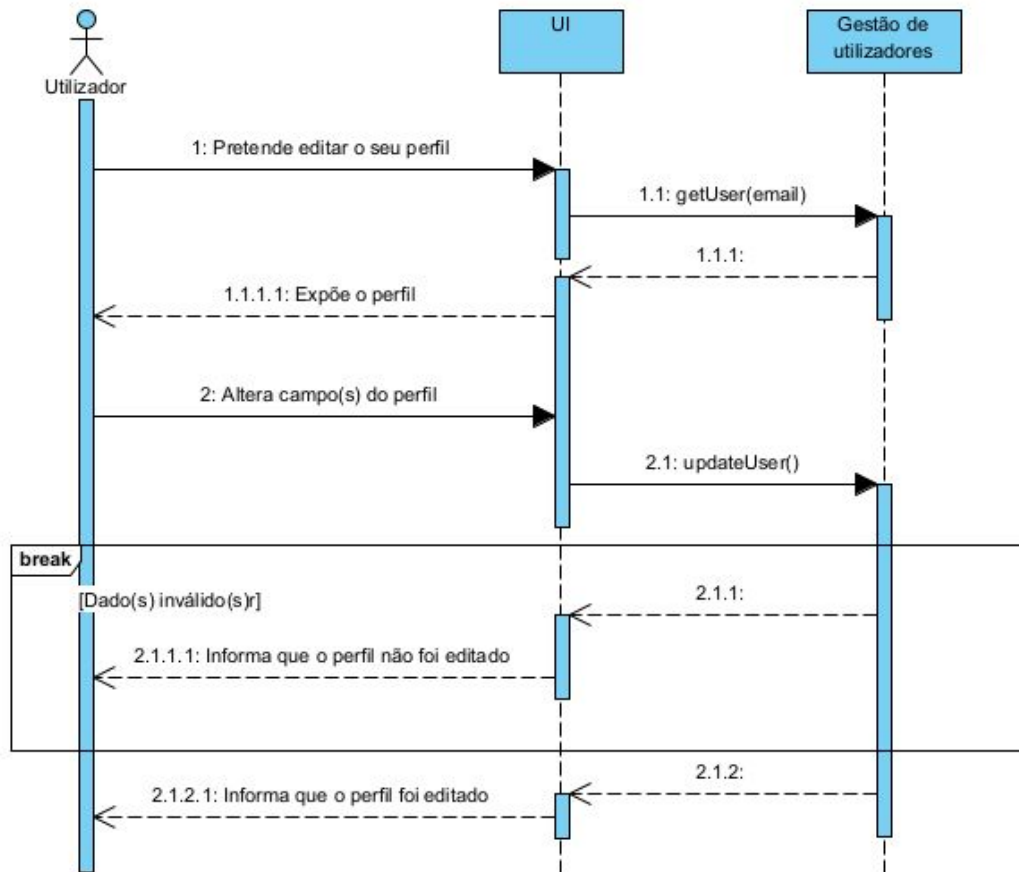 UI
Gestão de
utilizadores
Utilizador
1: Pretende editar o seu perfil
1.1: getUser(email)
1.1.1:
1.1.1.1: Expõe o perfil
2: Altera campo(s) do perfil
2.1: updateUser()
break
[Dado(s) inválido(s)r]
2.1.1:
2.1.1.1: Informa que o perfil não foi editado
2.1.2:
2.1.2.1: Informa que o perfil foi editado